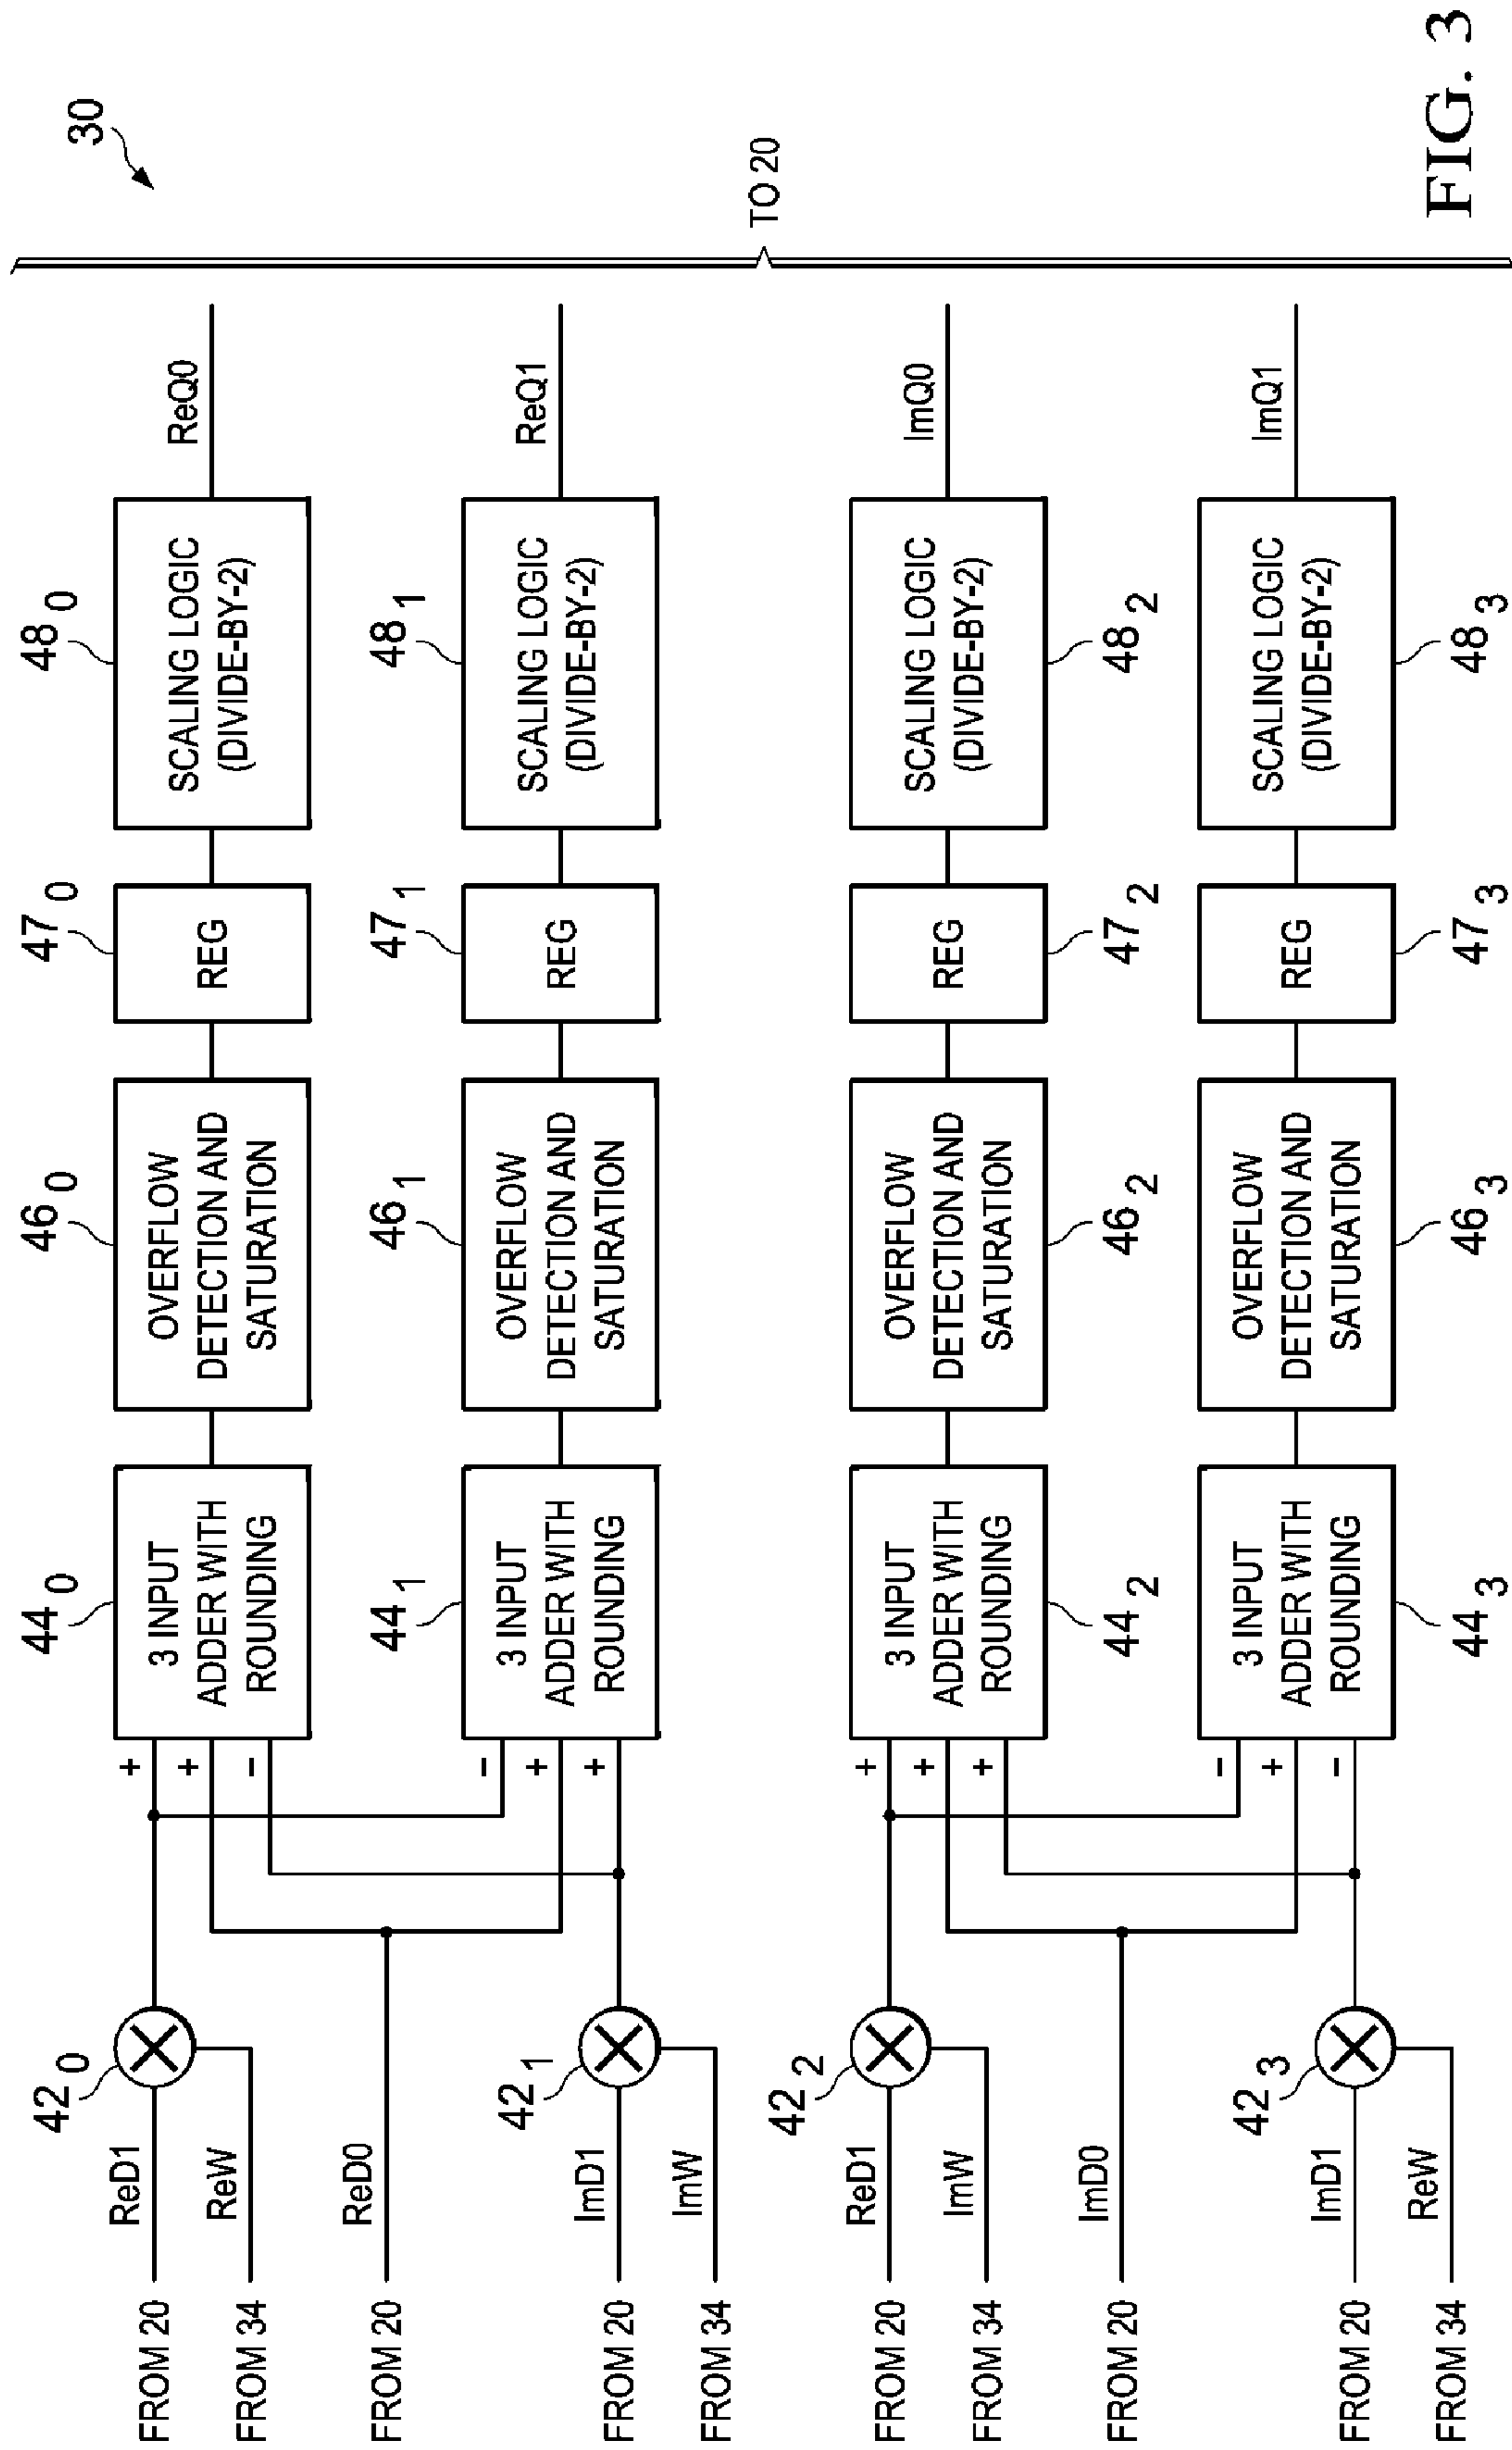 30
FROM 20
ReD1
42 0
FROM 34
ReW
FROM 20
ReD0
FROM 20
ImD1
42 1
FROM 34
ImW
+
+
−
44 0
3 INPUT
ADDER WITH
ROUNDING
46 0
OVERFLOW
DETECTION AND
SATURATION
47 0
REG
48 0
SCALING LOGIC
(DIVIDE-BY-2)
ReQ0
−
+
+
44 1
3 INPUT
ADDER WITH
ROUNDING
46 1
OVERFLOW
DETECTION AND
SATURATION
47 1
REG
48 1
SCALING LOGIC
(DIVIDE-BY-2)
ReQ1
TO 20
FROM 20
ReD1
42 2
FROM 34
ImW
FROM 20
ImD0
FROM 20
ImD1
42 3
FROM 34
ReW
+
+
+
3 INPUT
ADDER WITH
ROUNDING
44 2
OVERFLOW
DETECTION AND
SATURATION
46 2
REG
47 2
SCALING LOGIC
(DIVIDE-BY-2)
48 2
ImQ0
−
+
−
3 INPUT
ADDER WITH
ROUNDING
44 3
OVERFLOW
DETECTION AND
SATURATION
46 3
REG
47 3
SCALING LOGIC
(DIVIDE-BY-2)
48 3
ImQ1
FIG. 3